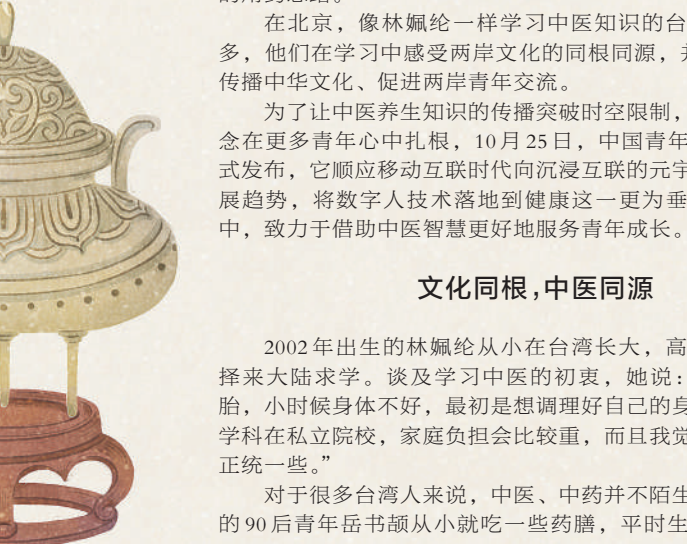 在北京，像林姵纶一样学习中医知识的台
多，他们在学习中感受两岸文化的同根同源，
传播中华文化、促进两岸青年交流。
为了让中医养生知识的传播突破时空限制，
念在更多青年心中扎根，10月25日，中国青年
式发布，它顺应移动互联时代向沉浸互联的元宇
展趋势，将数字人技术落地到健康这一更为垂
中，致力于借助中医智慧更好地服务青年成长。
文化同根，中医同源
2002年出生的林姵纶从小在台湾长大，高
择来大陆求学。谈及学习中医的初衷，她说：
胎，小时候身体不好，最初是想调理好自己的身
学科在私立院校，家庭负担会比较重，而且我觉
正统一些。”
对于很多台湾人来说，中医、中药并不陌生
的90后青年岳书颉从小就吃一些药膳，平时生